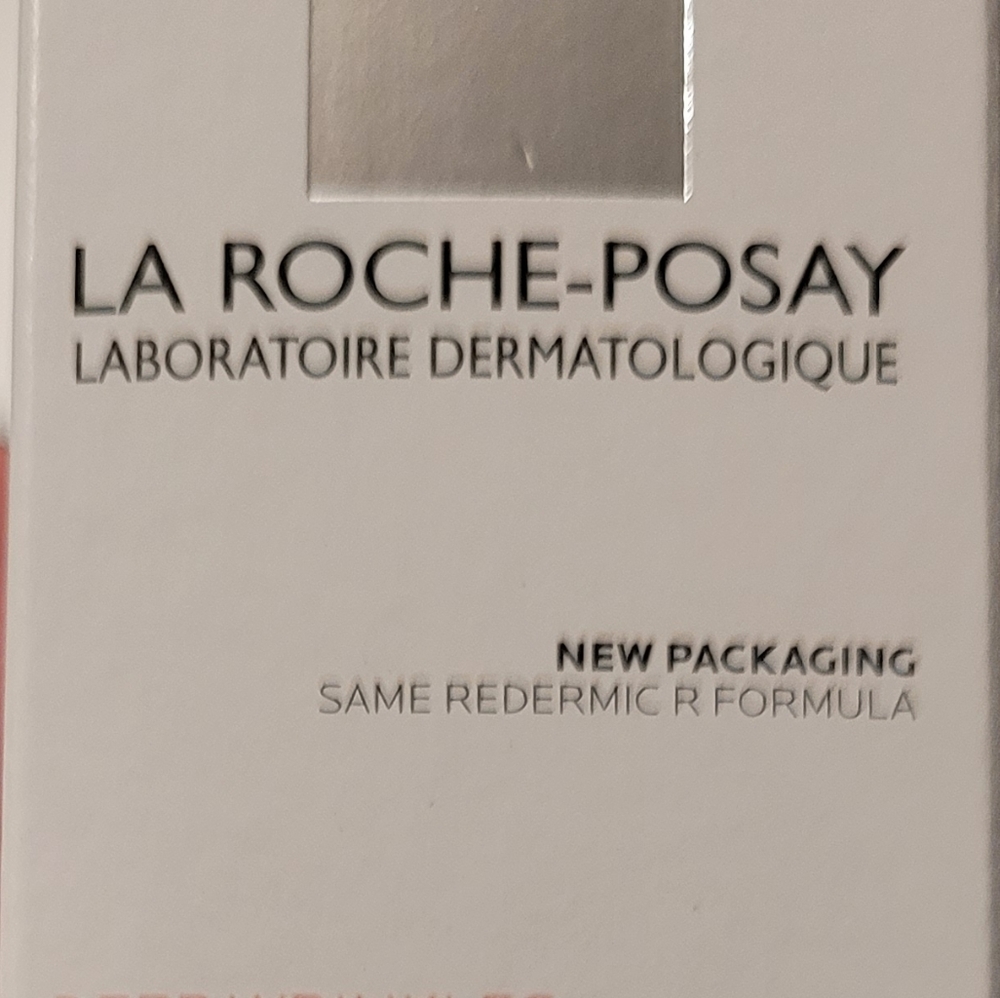 LA ROCHE-POSAY
LABORATOIRE DERMATOLOGIQUE
NEW PACKAGING
SAME REDERMIC R FORMULA